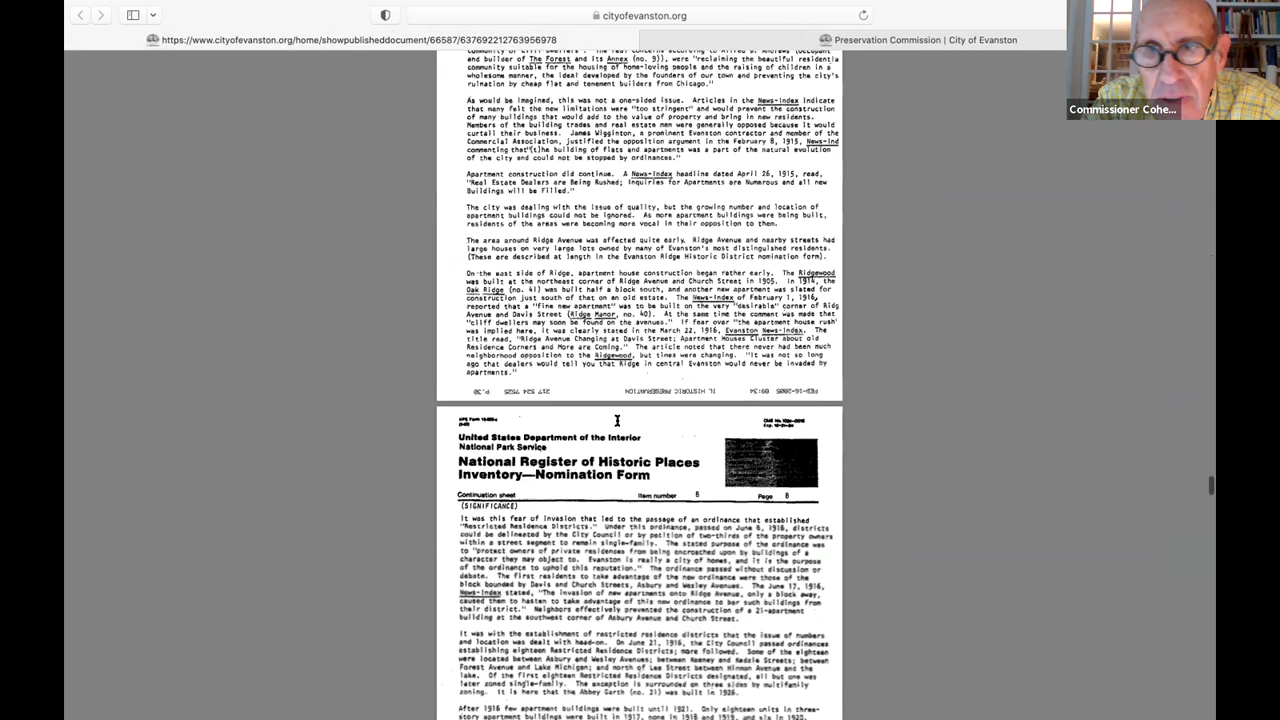 cityofevanston.org
https://www.cityofevanston.org/home/showpublisheddocument/66587/637692212763956978
Preservation Commission | City of Evanston
Commissioner Cohe...
and builder of The Forest and its Annex (no. 9)), were "reclaiming the beautiful residentia
community suitable for the housing of home-loving people and the raising of children in a
wholesome manner, the ideal developed by the founders of our town and preventing the city's
ruination by cheap flat and tenement builders from Chicago."
As would be imagined, this was not a one-sided issue. Articles in the News-Index indicate
that many felt the new limitations were "too stringent" and would prevent the construction
of many buildings that would add to the value of property and bring in new residents.
Members of the building trades and real estate men were generally opposed because it would
curtail their business. James Wigginton, a prominent Evanston contractor and member of the
Commercial Association, justified the opposition argument in the February 8, 1915, News-Ind
commenting that"(t)he building of flats and apartments was a part of the natural evolution
of the city and could not be stopped by ordinances."
Apartment construction did continue. A News-Index headline dated April 26, 1915, read,
"Real Estate Dealers are Being Rushed; Inquiries for Apartments are Numerous and all new
Buildings will be Filled."
The city was dealing with the issue of quality, but the growing number and location of
apartment buildings could not be ignored. As more apartment buildings were being built,
residents of the areas were becoming more vocal in their opposition to them.
The area around Ridge Avenue was affected quite early. Ridge Avenue and nearby streets had
large houses on very large lots owned by many of Evanston's most distinguished residents.
(These are described at length in the Evanston Ridge Historic District nomination form).
On the east side of Ridge, apartment house construction began rather early. The Ridgewood
was built at the northeast corner of Ridge Avenue and Church Street in 1905. In 1914, the
Oak Ridge (no. 41) was built half a block south, and another new apartment was slated for
construction just south of that on an old estate. The News-Index of February 1, 1916,
reported that a "fine new apartment" was to be built on the very "desirable" corner of Ridg
Avenue and Davis Street (Ridge Manor, no. 40). At the same time the comment was made that
"cliff dwellers may soon be found on the avenues." If fear over "the apartment house rush"
was implied here, it was clearly stated in the March 22, 1916, Evanston News-Index. The
title read, "Ridge Avenue Changing at Davis Street; Apartment Houses Cluster about old
Residence Corners and More are Coming." The article noted that there never had been much
neighborhood opposition to the Ridgewood, but times were changing. "It was not so long
ago that dealers would tell you that Ridge in central Evanston would never be invaded by
apartments."
FEB-16-2005 09:34 IL HISTORIC PRESERVATION 217 524 7525 P.30
United States Department of the Interior
National Park Service
National Register of Historic Places
Inventory—Nomination Form
Continuation sheet Item number 8 Page 8
(SIGNIFICANCE)
It was this fear of invasion that led to the passage of an ordinance that established
"Restricted Residence Districts." Under this ordinance, passed on June 6, 1916, districts
could be delineated by the City Council or by petition of two-thirds of the property owners
within a street segment to remain single-family. The stated purpose of the ordinance was
to "protect owners of private residences from being encroached upon by buildings of a
character they may object to. Evanston is really a city of homes, and it is the purpose
of the ordinance to uphold this reputation." The ordinance passed without discussion or
debate. The first residents to take advantage of the new ordinance were those of the
block bounded by Davis and Church Streets, Asbury and Wesley Avenues. The June 17, 1916,
News-Index stated, "The invasion of new apartments onto Ridge Avenue, only a block away,
caused them to hasten to take advantage of this new ordinance to bar such buildings from
their district." Neighbors effectively prevented the construction of a 21-apartment
building at the southwest corner of Asbury Avenue and Church Street.
It was with the establishment of restricted residence districts that the issue of numbers
and location was dealt with head-on. On June 21, 1916, the City Council passed ordinances
establishing eighteen Restricted Residence Districts; more followed. Some of the eighteen
were located between Asbury and Wesley Avenues; between Keeney and Kedzie Streets; between
Forest Avenue and Lake Michigan; and north of Lee Street between Hinman Avenue and the
lake. Of the first eighteen Restricted Residence Districts designated, all but one was
later zoned single-family. The exception is surrounded on three sides by multifamily
zoning. It is here that the Abbey Garth (no. 21) was built in 1926.
After 1916 few apartment buildings were built until 1921. Only eighteen units in three-
story apartment buildings were built in 1917, none in 1918 and 1919, and six in 1920.